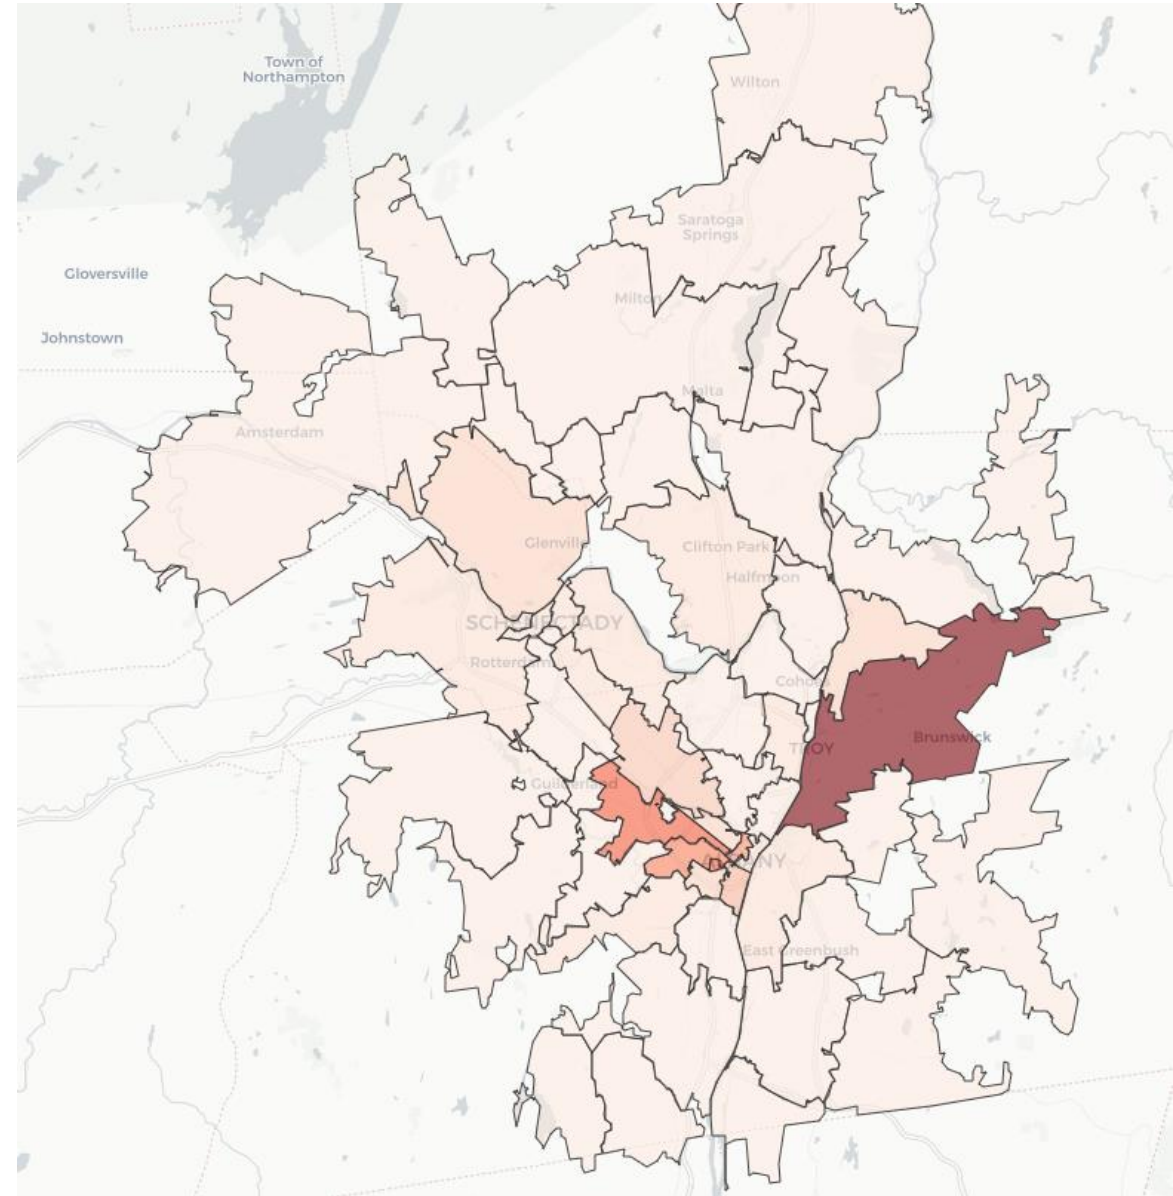 Town of
Northampton
Wilton
Saratoga
Springs
Gloversville
Milton
Johnstown
Malta
Amsterdam
Glenville
Clifton Park
Halfmoon
SCHENECTADY
Rotterdam
Cohoes
TROY
Brunswick
Guilderland
ALBANY
East Greenbush